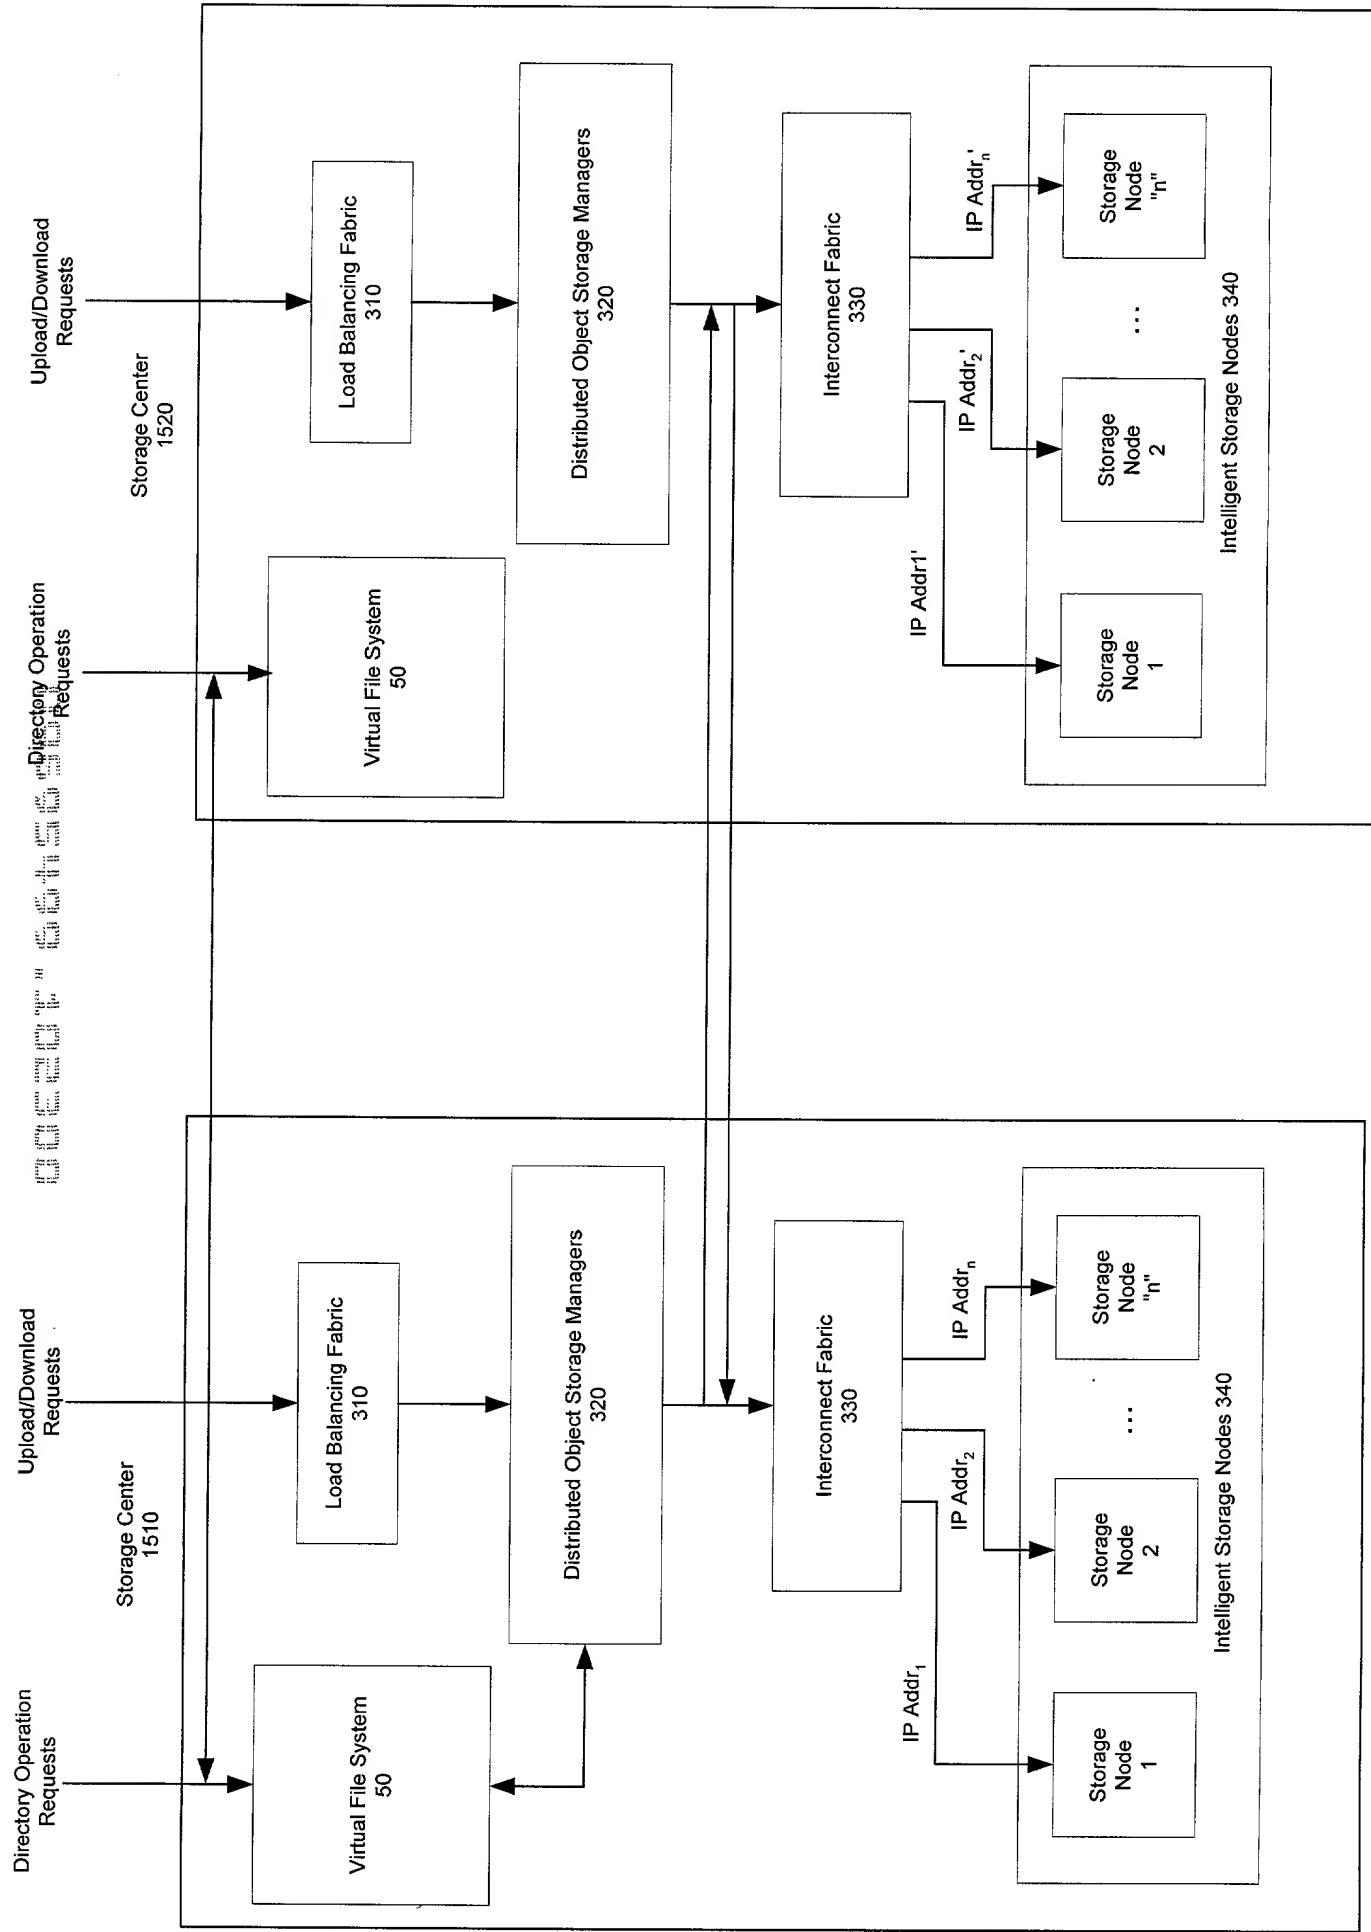 Directory Operation
Requests
Upload/Download
Requests
Storage Center
1510
Virtual File System
50
Load Balancing Fabric
310
Distributed Object Storage Managers
320
Interconnect Fabric
330
IP Addr1
IP Addr2
IP Addrn
Storage
Node
1
Storage
Node
2
...
Storage
Node
"n"
Intelligent Storage Nodes 340
Directory Operation
Requests
Upload/Download
Requests
Storage Center
1520
Virtual File System
50
Load Balancing Fabric
310
Distributed Object Storage Managers
320
Interconnect Fabric
330
IP Addr1'
IP Addr2'
IP Addrn'
Storage
Node
1
Storage
Node
2
...
Storage
Node
"n"
Intelligent Storage Nodes 340